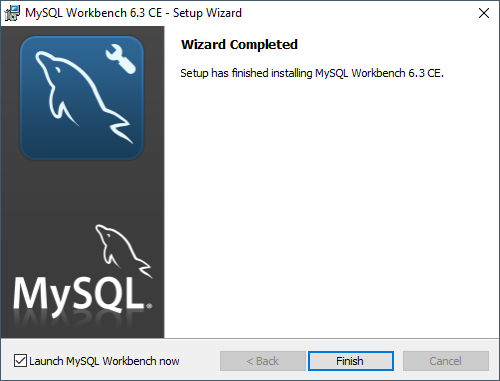 MySQL Workbench 6.3 CE - Setup Wizard
Wizard Completed
Setup has finished installing MySQL Workbench 6.3 CE.
MySQL®
Launch MySQL Workbench now
< Back
Finish
Cancel